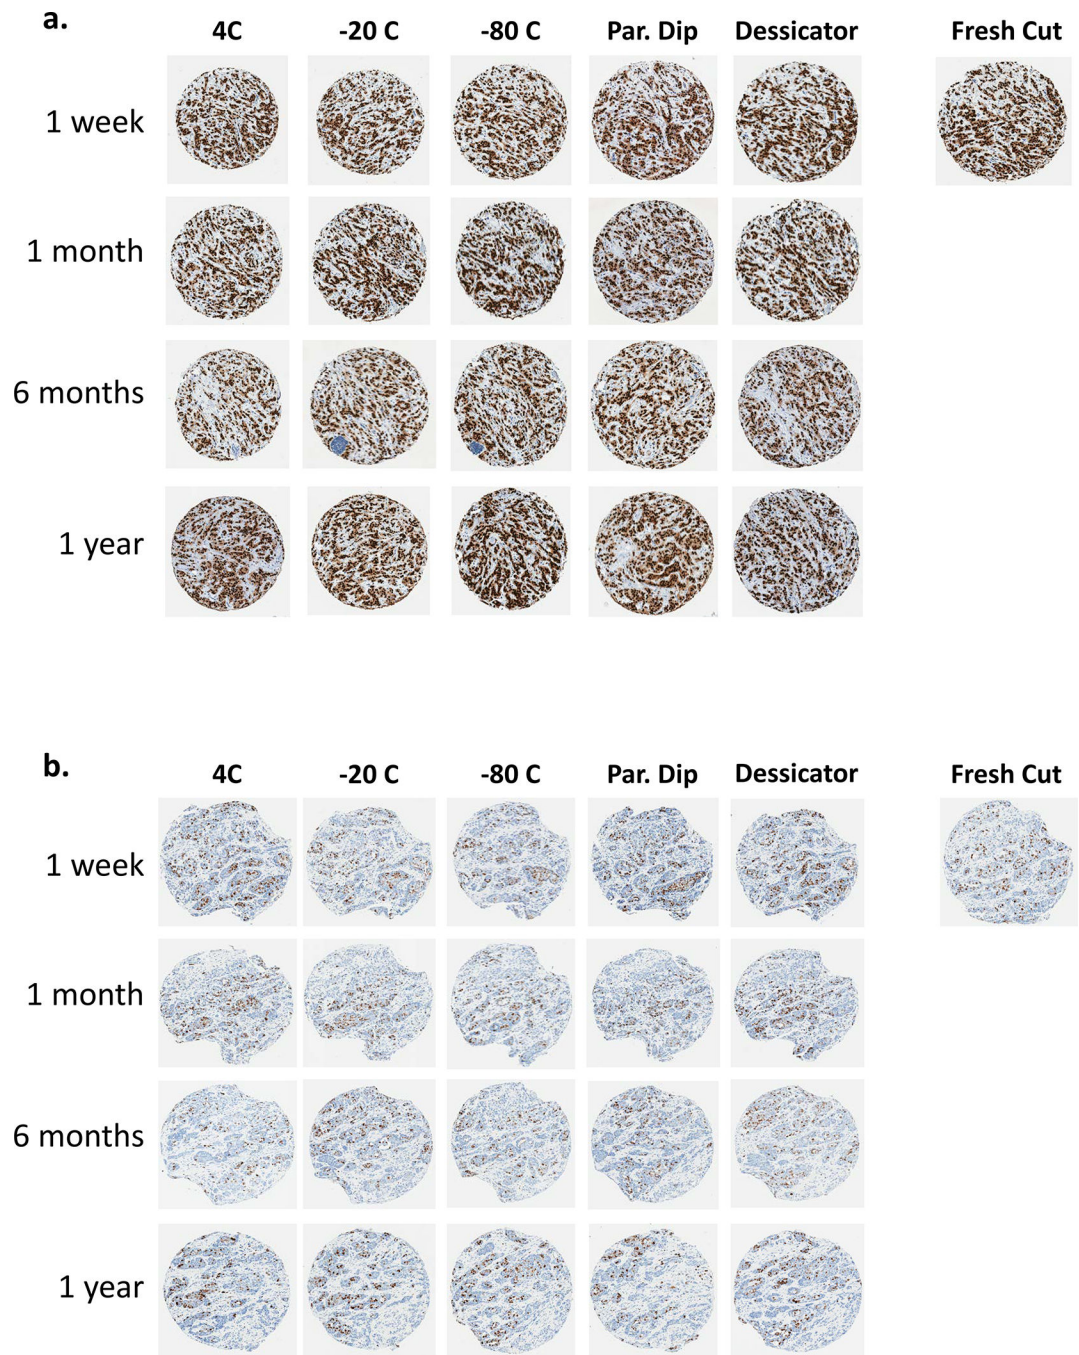 a.
4C -20 C -80 C Par. Dip Dessicator Fresh Cut
1 week
1 month
6 months
1 year
b.
4C -20 C -80 C Par. Dip Dessicator Fresh Cut
1 week
1 month
6 months
1 year